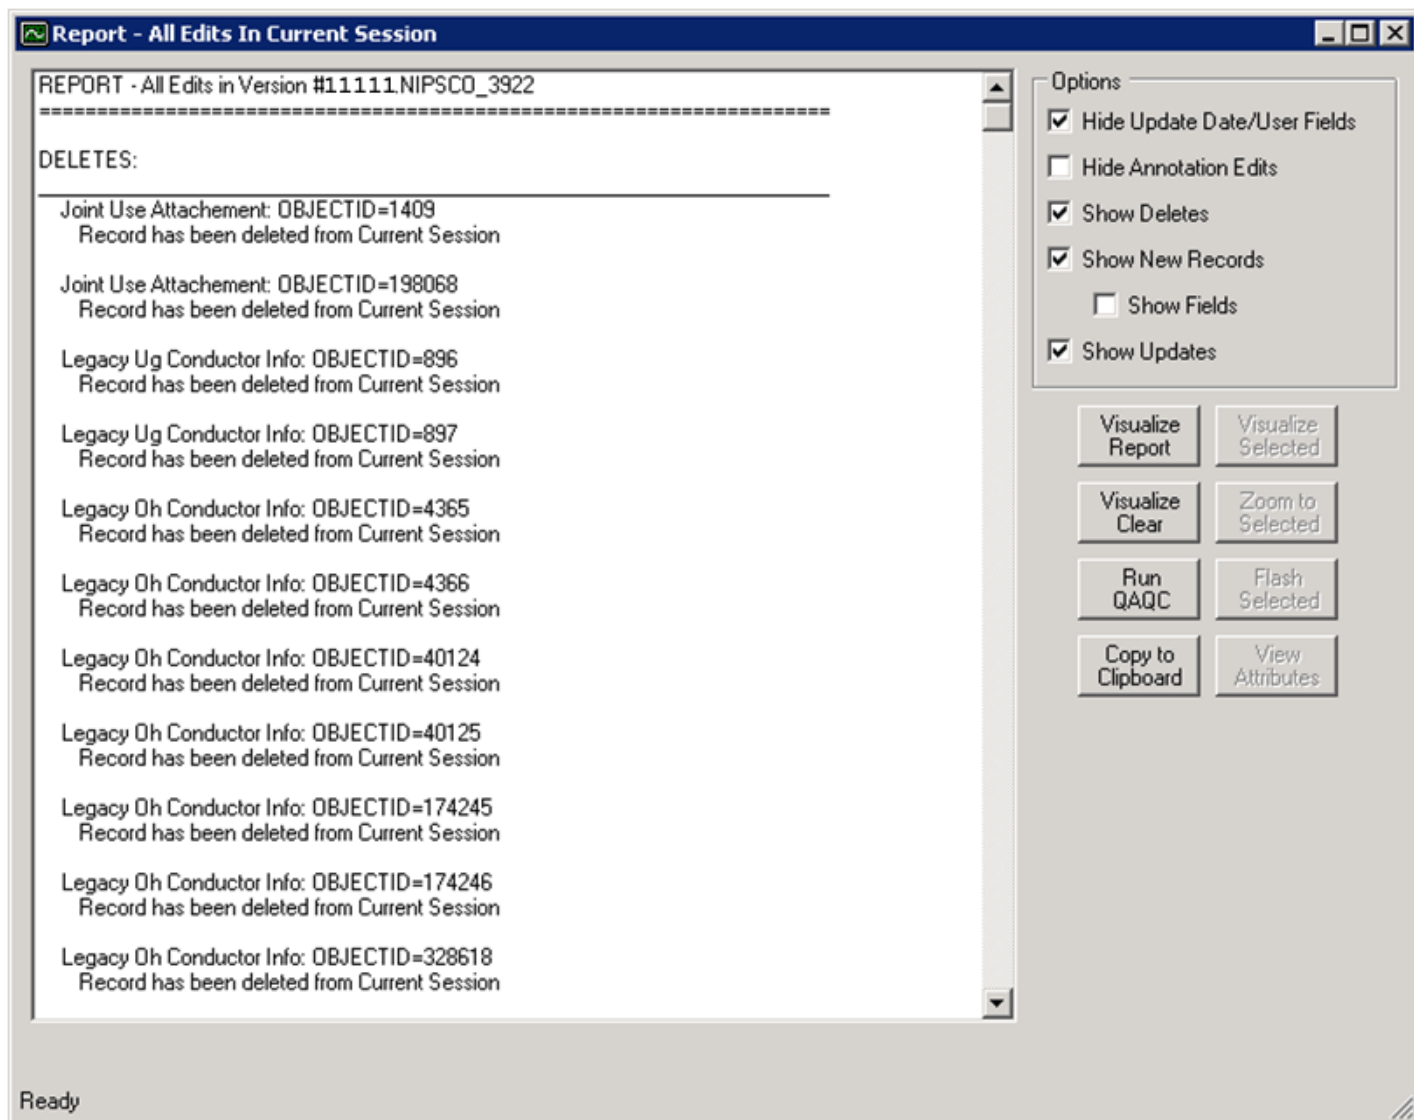 Report - All Edits In Current Session
REPORT - All Edits in Version #11111.NIPSCO_3922
=====================================================================
DELETES:
Joint Use Attachement: OBJECTID=1409
Record has been deleted from Current Session
Joint Use Attachement: OBJECTID=198068
Record has been deleted from Current Session
Legacy Ug Conductor Info: OBJECTID=896
Record has been deleted from Current Session
Legacy Ug Conductor Info: OBJECTID=897
Record has been deleted from Current Session
Legacy Oh Conductor Info: OBJECTID=4365
Record has been deleted from Current Session
Legacy Oh Conductor Info: OBJECTID=4366
Record has been deleted from Current Session
Legacy Oh Conductor Info: OBJECTID=40124
Record has been deleted from Current Session
Legacy Oh Conductor Info: OBJECTID=40125
Record has been deleted from Current Session
Legacy Oh Conductor Info: OBJECTID=174245
Record has been deleted from Current Session
Legacy Oh Conductor Info: OBJECTID=174246
Record has been deleted from Current Session
Legacy Oh Conductor Info: OBJECTID=328618
Record has been deleted from Current Session
Options
Hide Update Date/User Fields
Hide Annotation Edits
Show Deletes
Show New Records
Show Fields
Show Updates
Visualize
Report
Visualize
Selected
Visualize
Clear
Zoom to
Selected
Run
QAQC
Flash
Selected
Copy to
Clipboard
View
Attributes
Ready